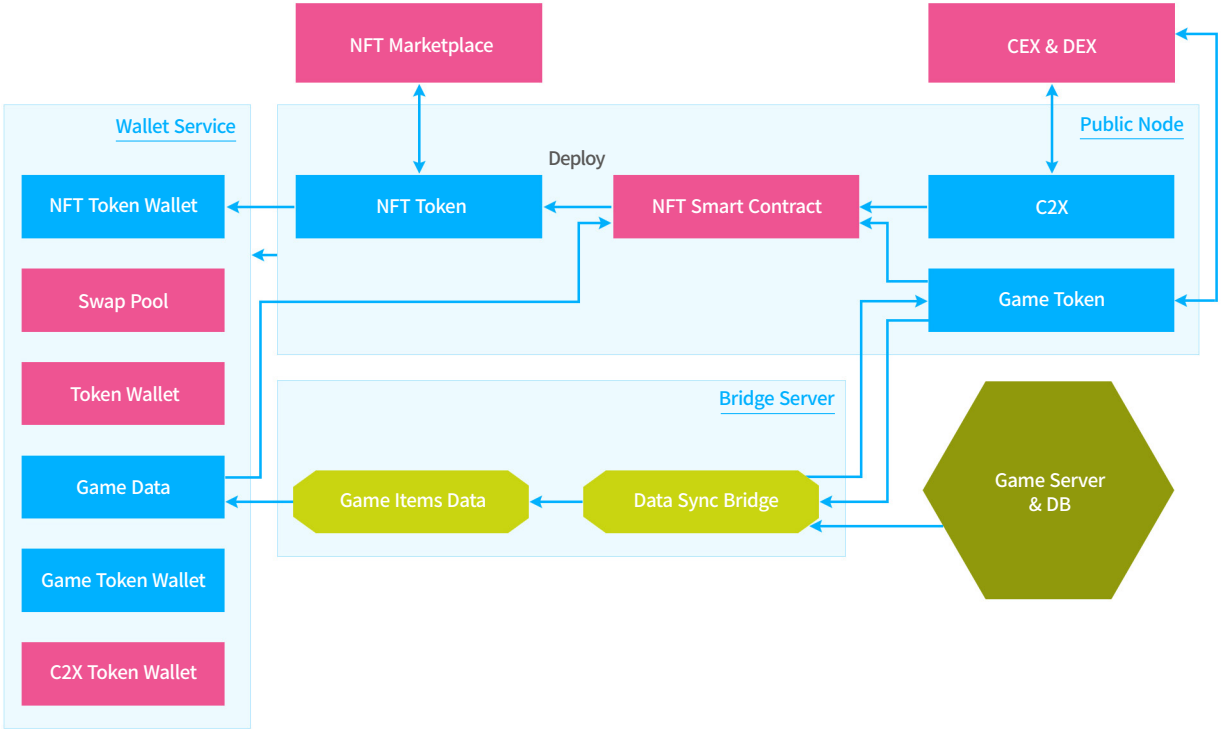 NFT Marketplace
CEX & DEX
Wallet Service
Public Node
Deploy
NFT Token Wallet
NFT Token
NFT Smart Contract
C2X
Swap Pool
Game Token
Token Wallet
Bridge Server
Game Data
Game Items Data
Data Sync Bridge
Game Server
& DB
Game Token Wallet
C2X Token Wallet